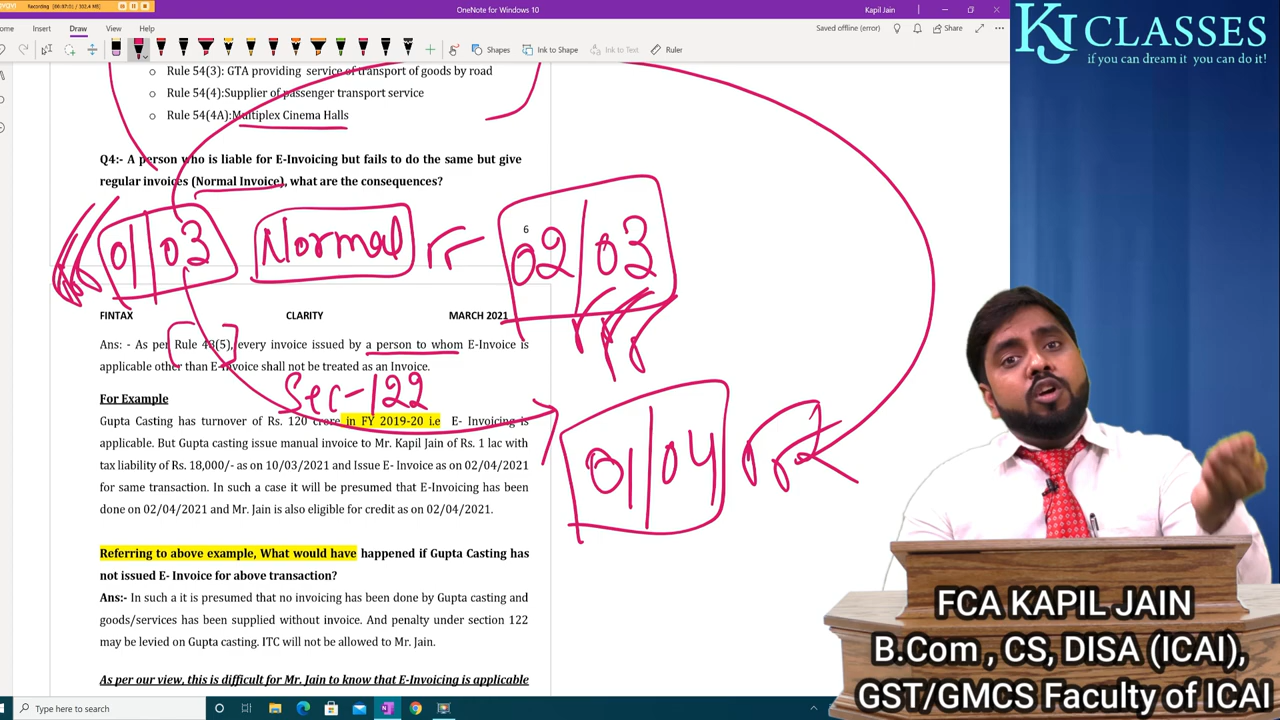 Recording [00:07:01 / 302.4 MB]
OneNote for Windows 10
Kapil Jain
ome Insert Draw View Help
Saved offline (error) Share
Shapes Ink to Shape Ink to Text Ruler
KJ CLASSES
if you can dream it you can do it!
o Rule 54(3): GTA providing service of transport of goods by road
o Rule 54(4):Supplier of passenger transport service
o Rule 54(4A):Multiplex Cinema Halls
Q4:- A person who is liable for E-Invoicing but fails to do the same but give
regular invoices (Normal Invoice), what are the consequences?
01/03 Normal 02/03
6
FINTAX CLARITY MARCH 2021
Ans: - As per Rule 48(5), every invoice issued by a person to whom E-Invoice is
applicable other than E-Invoice shall not be treated as an Invoice.
Sec-122
For Example
Gupta Casting has turnover of Rs. 120 crore in FY 2019-20 i.e E- Invoicing is
applicable. But Gupta casting issue manual invoice to Mr. Kapil Jain of Rs. 1 lac with
tax liability of Rs. 18,000/- as on 10/03/2021 and Issue E- Invoice as on 02/04/2021
for same transaction. In such a case it will be presumed that E-Invoicing has been
done on 02/04/2021 and Mr. Jain is also eligible for credit as on 02/04/2021.
01/04
Referring to above example, What would have happened if Gupta Casting has
not issued E- Invoice for above transaction?
Ans:- In such a it is presumed that no invoicing has been done by Gupta casting and
goods/services has been supplied without invoice. And penalty under section 122
may be levied on Gupta casting. ITC will not be allowed to Mr. Jain.
As per our view, this is difficult for Mr. Jain to know that E-Invoicing is applicable
FCA KAPIL JAIN
B.Com , CS, DISA (ICAI),
GST/GMCS Faculty of ICAI
Type here to search